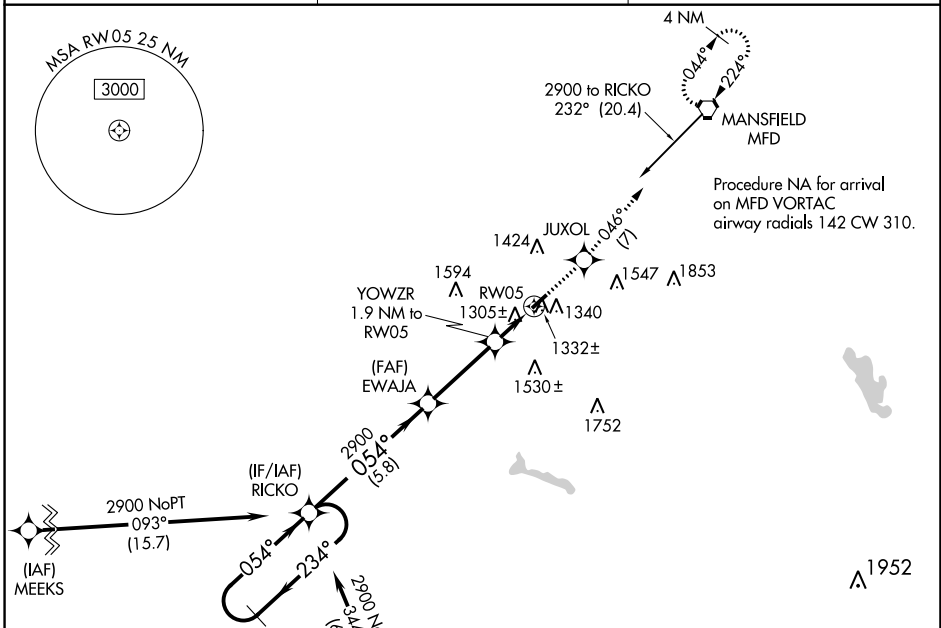 MSA RW05 25 NM
3000
4 NM
044°
224°
2900 to RICKO
232° (20.4)
MANSFIELD
MFD
Procedure NA for arrival
on MFD VORTAC
airway radials 142 CW 310.
JUXOL
046°
(7)
1424
1547
1853
1594
YOWZR
1.9 NM to
RW05
RW05
1305±
1340
1332±
1530±
1752
(FAF)
EWAJA
2900
054°
(5.8)
(IF/IAF)
RICKO
2900 NoPT
093°
(15.7)
(IAF)
MEEKS
054°
234°
2900
1952